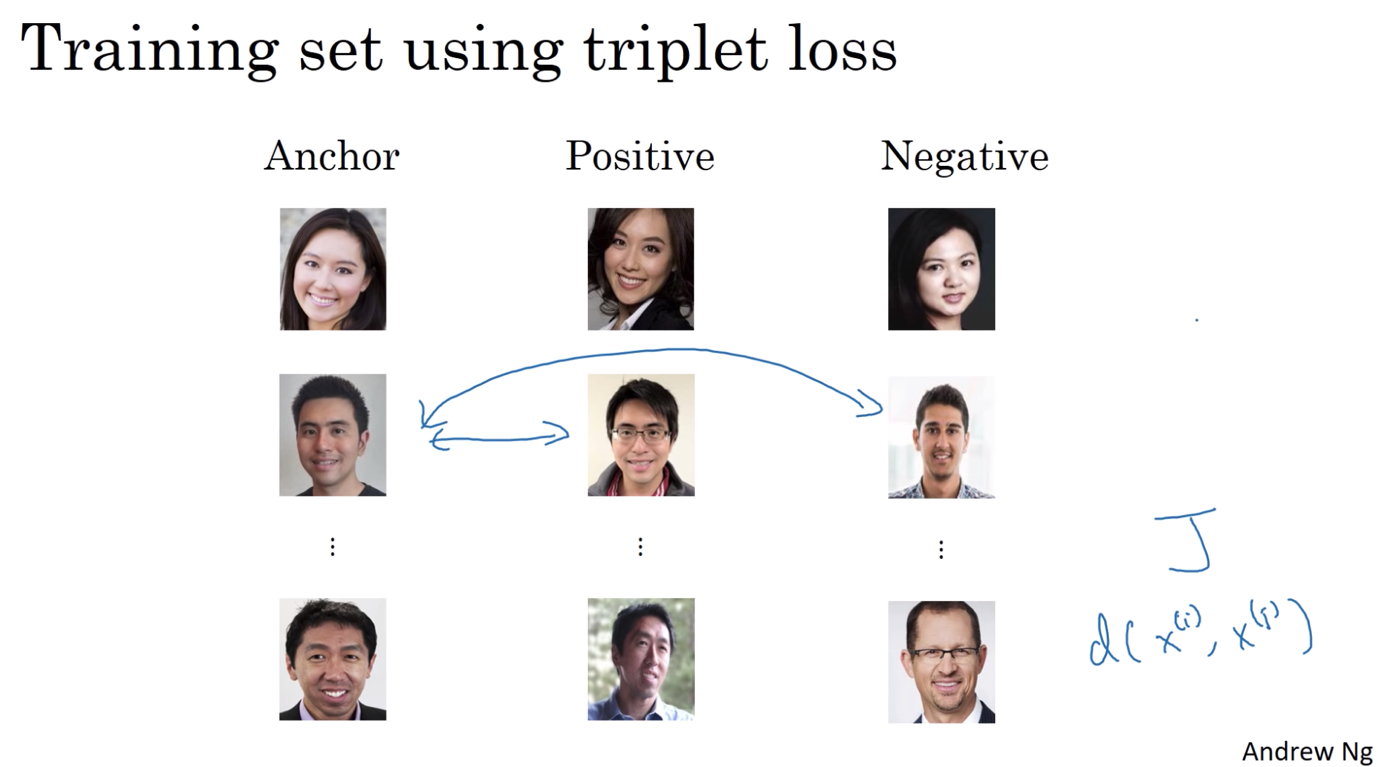 Training set using triplet loss
Anchor Positive Negative
⋮ ⋮ ⋮
J
d(x⁽ⁱ⁾, x⁽ʲ⁾)
Andrew Ng